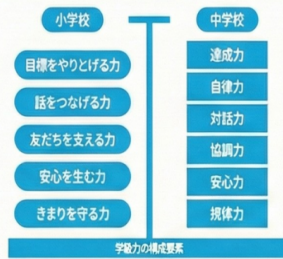 小学校
目標をやりとげる力
話をつなげる力
友だちを支える力
安心を生む力
きまりを守る力
中学校
達成力
自律力
対話力
協調力
安心力
規体力
学級力の構成要素